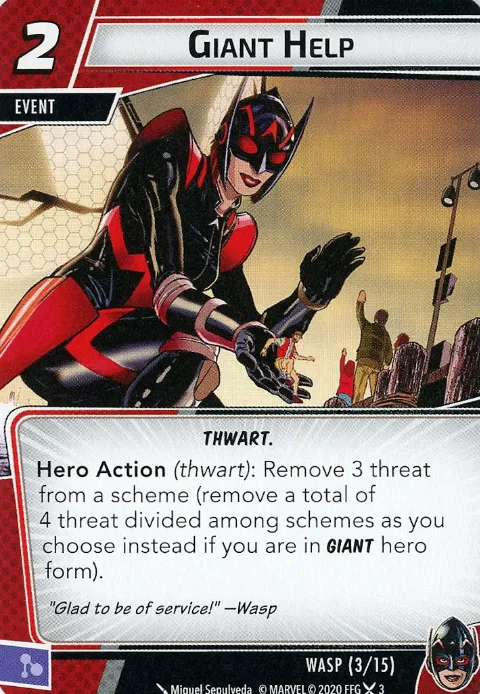 2
GIANT HELP
EVENT
THWART.
Hero Action (thwart): Remove 3 threat
from a scheme (remove a total of
4 threat divided among schemes as you
choose instead if you are in GIANT hero
form).
"Glad to be of service!" —Wasp
WASP (3/15)
Miguel Sepulveda © MARVEL © 2020 FFG 3